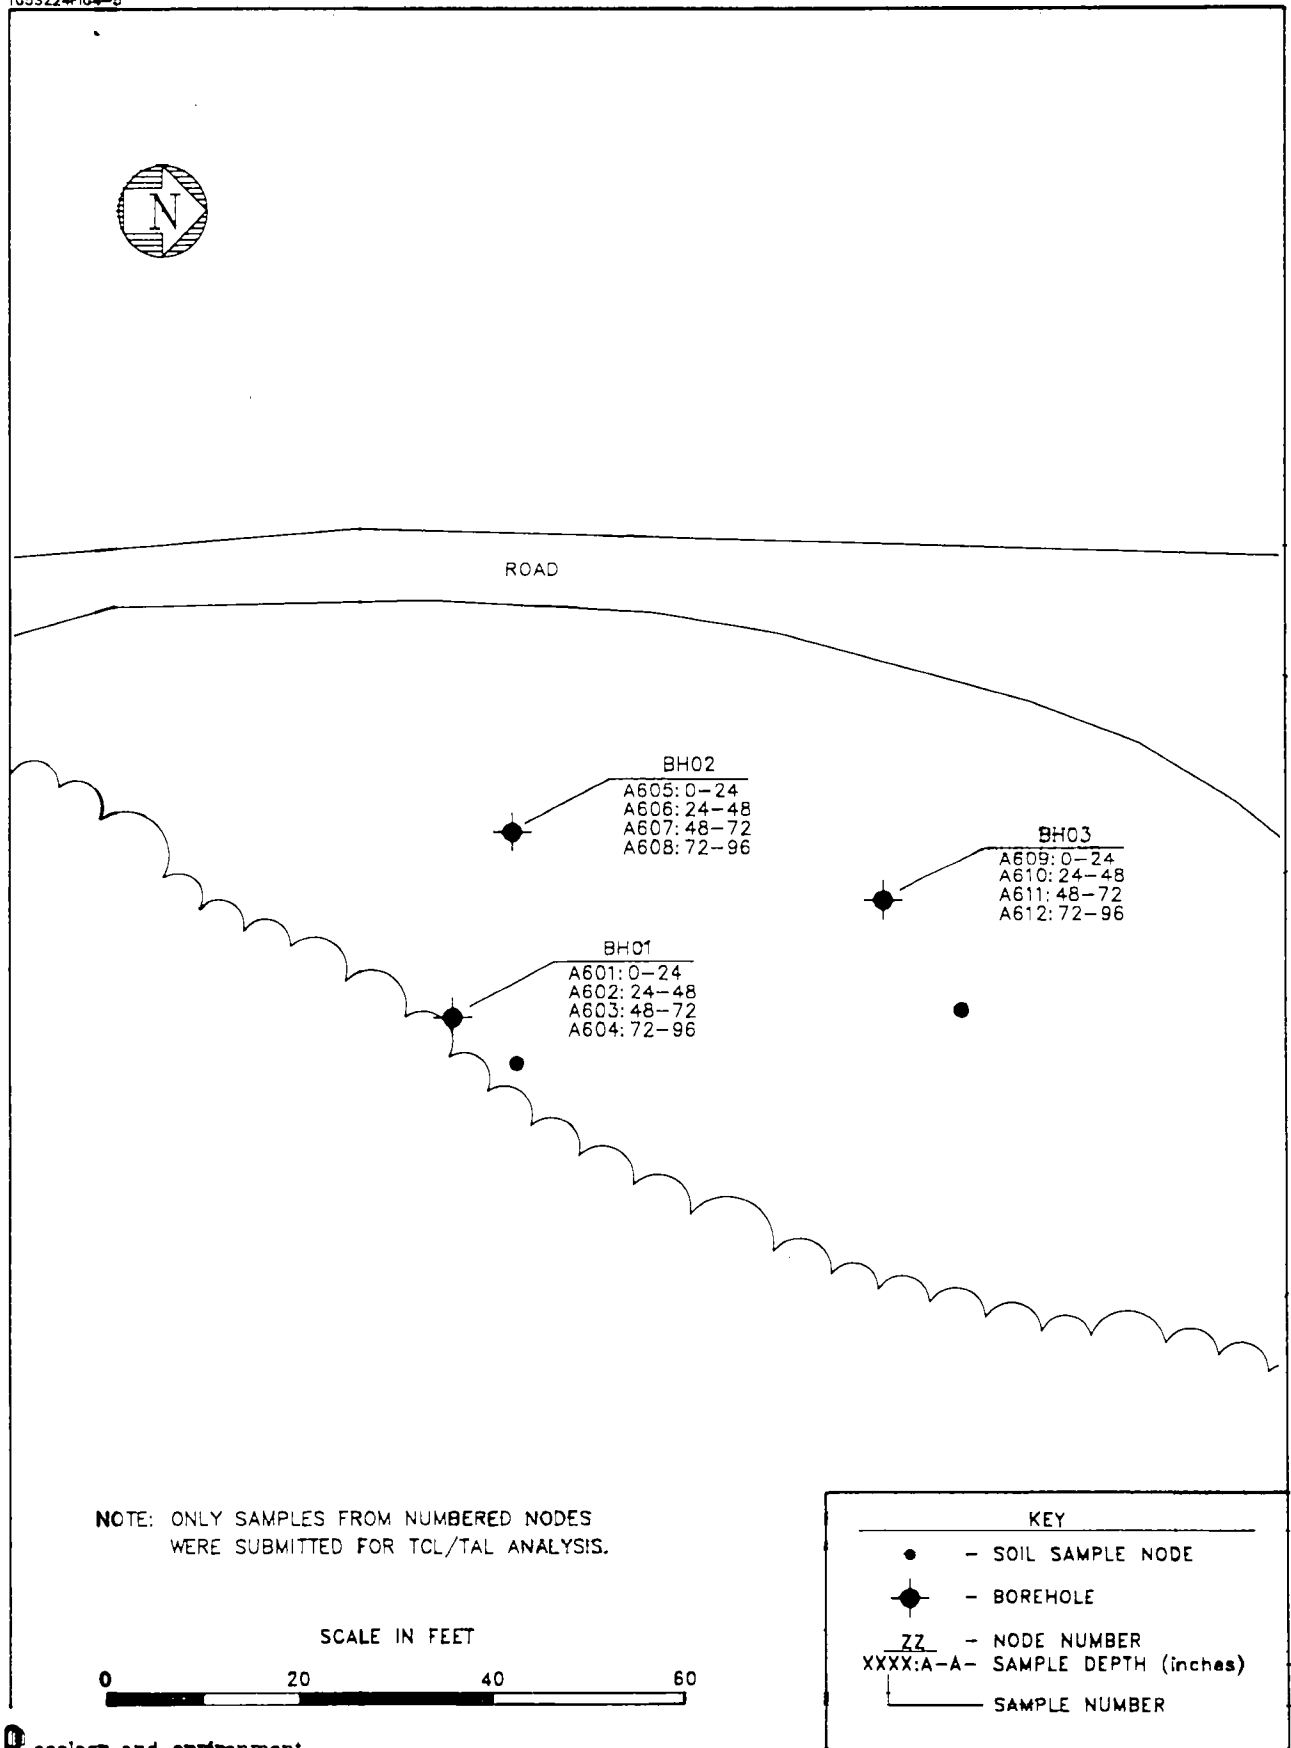 N
ROAD
BH02
A605:0-24
A606:24-48
A607:48-72
A608:72-96
BH03
A609:0-24
A610:24-48
A611:48-72
A612:72-96
BH01
A601:0-24
A602:24-48
A603:48-72
A604:72-96
NOTE: ONLY SAMPLES FROM NUMBERED NODES
WERE SUBMITTED FOR TCL/TAL ANALYSIS.
SCALE IN FEET
0 20 40 60
KEY
- SOIL SAMPLE NODE
- BOREHOLE
ZZ - NODE NUMBER
XXXX:A-A- SAMPLE DEPTH (inches)
SAMPLE NUMBER
ecology and environment